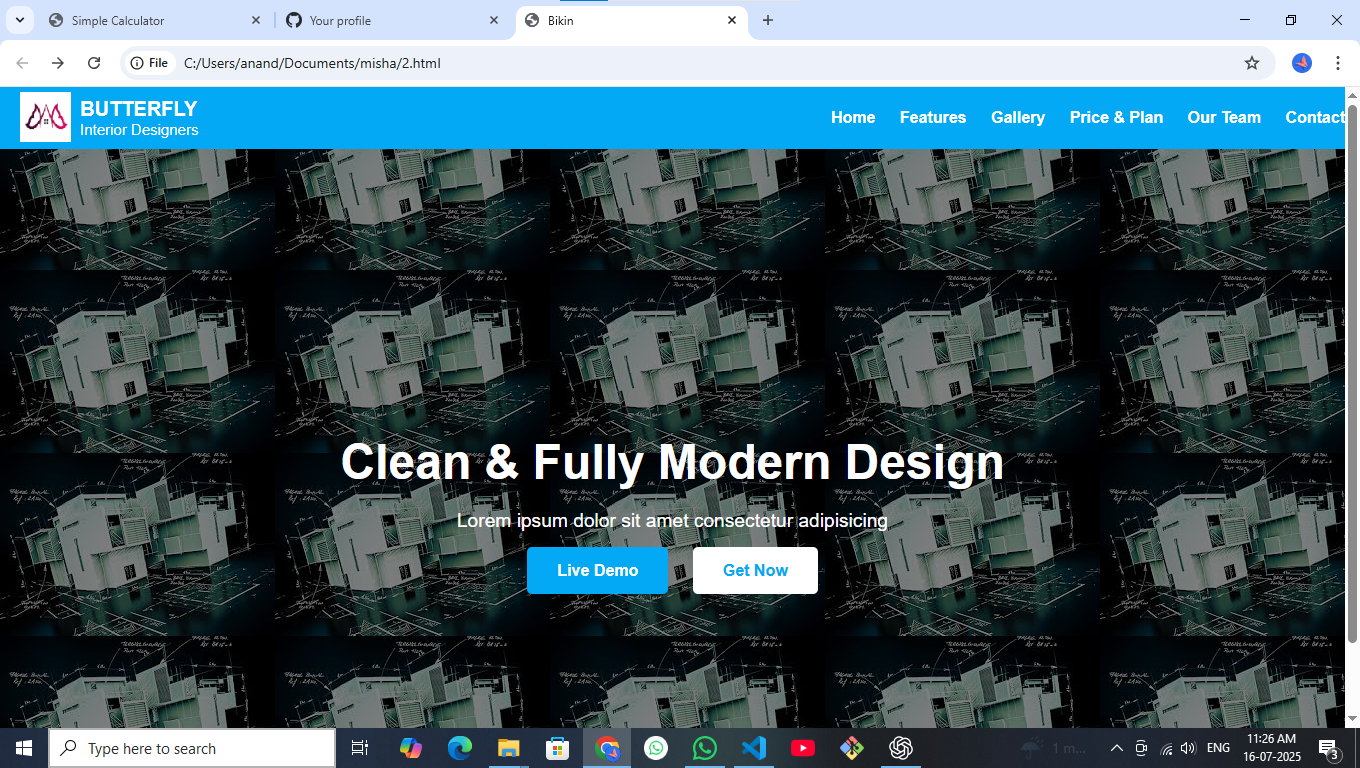 Simple Calculator
Your profile
Bikin
File
C:/Users/anand/Documents/misha/2.html
BUTTERFLY
Interior Designers
Home
Features
Gallery
Price & Plan
Our Team
Contact
Clean & Fully Modern Design
Lorem ipsum dolor sit amet consectetur adipisicing
Live Demo
Get Now
Type here to search
1 m...
ENG
11:26 AM
16-07-2025
3